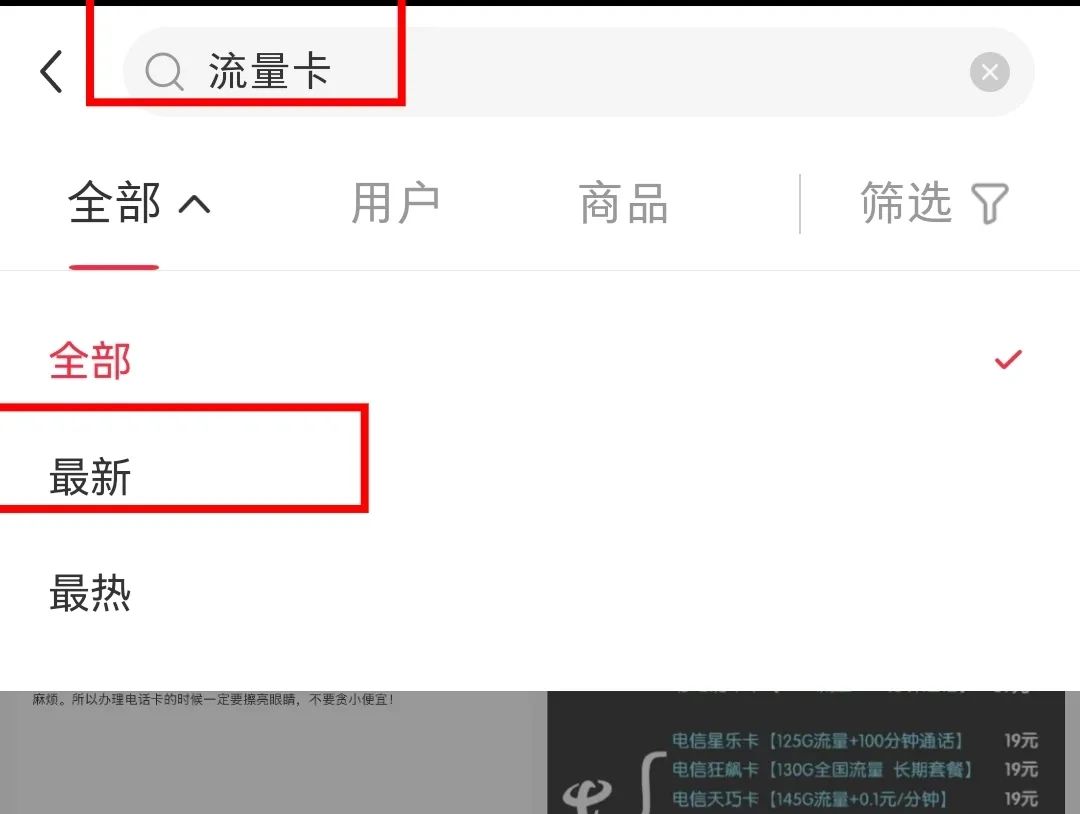 流量卡
全部 用户 商品 筛选
全部
最新
最热
麻烦。所以办理电话卡的时候一定要擦亮眼睛，不要贪小便宜！
电信星乐卡【125G流量+100分钟通话】 19元
电信狂飙卡【130G全国流量 长期套餐】 19元
电信天巧卡【145G流量+0.1元/分钟】 19元